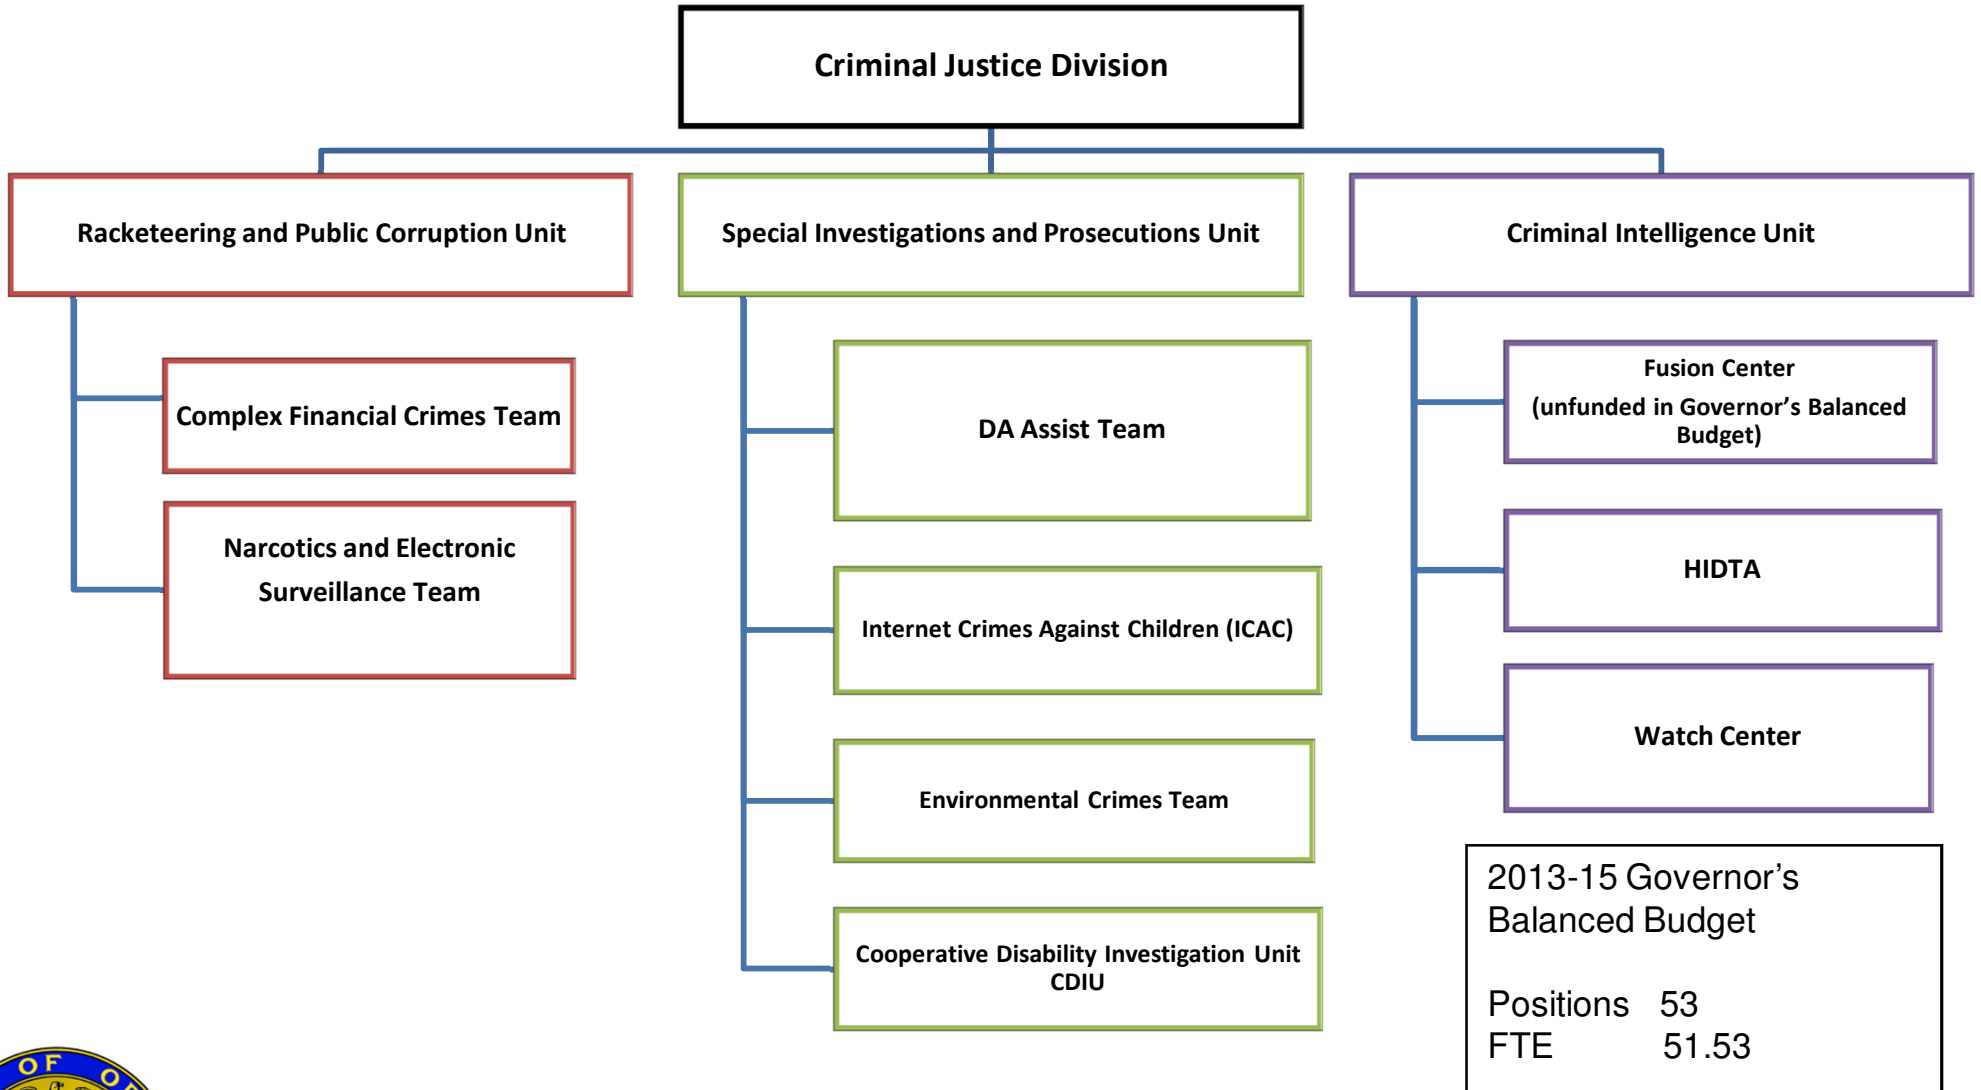 Criminal Justice Division
Racketeering and Public Corruption Unit
Special Investigations and Prosecutions Unit
Criminal Intelligence Unit
Complex Financial Crimes Team
Narcotics and Electronic
Surveillance Team
DA Assist Team
Internet Crimes Against Children (ICAC)
Environmental Crimes Team
Cooperative Disability Investigation Unit
CDIU
Fusion Center
(unfunded in Governor’s Balanced
Budget)
HIDTA
Watch Center
2013-15 Governor’s
Balanced Budget
Positions 53
FTE 51.53
OF